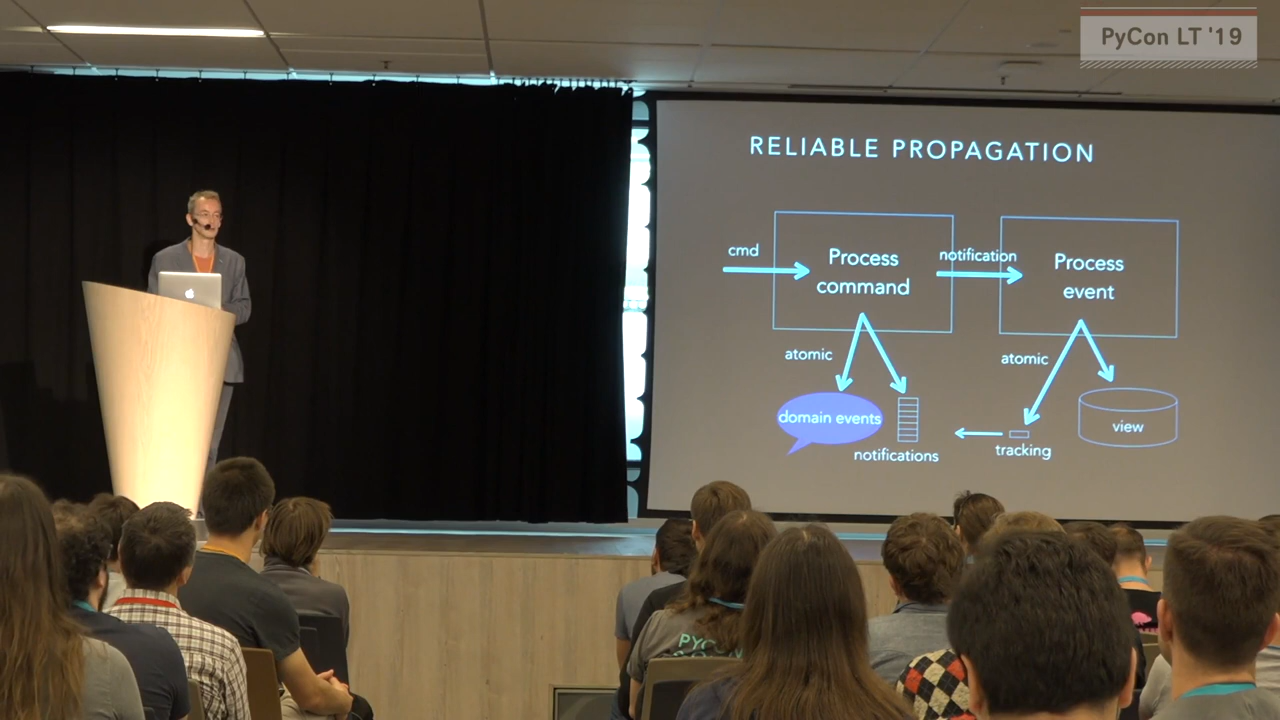 PyCon LT '19
RELIABLE PROPAGATION
cmd
Process
command
notification
Process
event
atomic
atomic
domain events
notifications
tracking
view